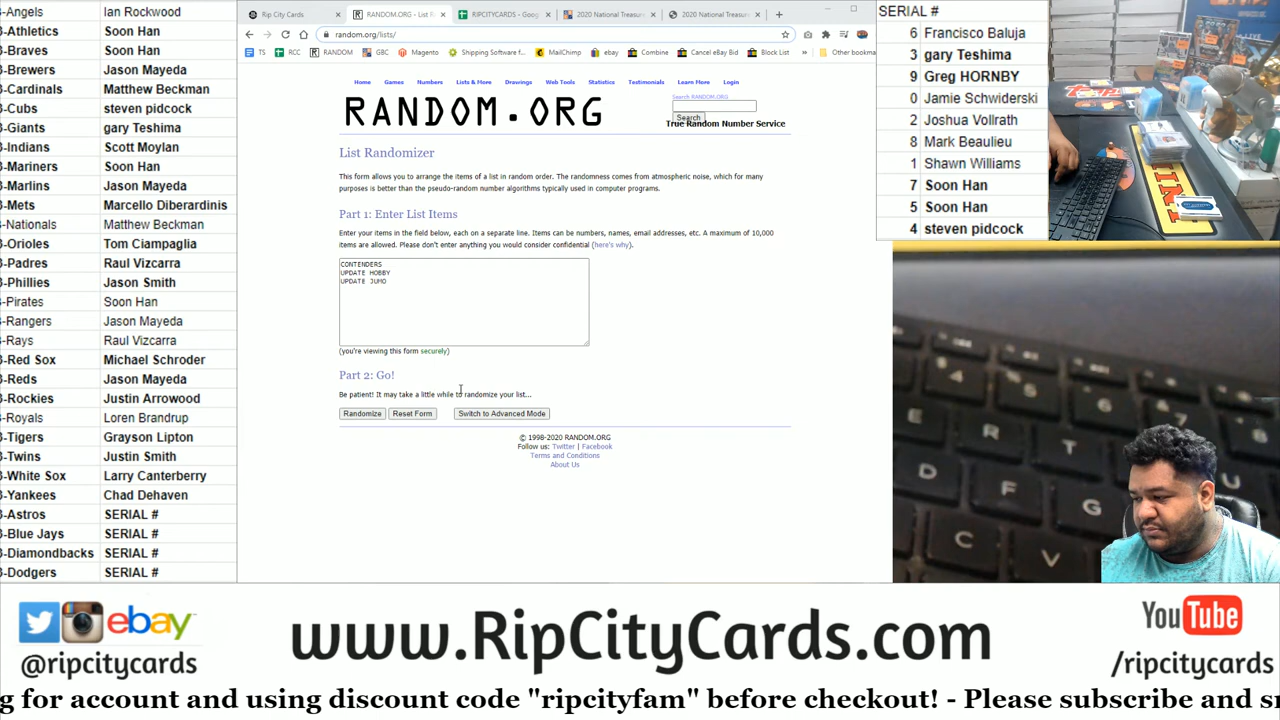 -Angels Ian Rockwood
-Athletics Soon Han
-Braves Soon Han
-Brewers Jason Mayeda
-Cardinals Matthew Beckman
-Cubs steven pidcock
-Giants gary Teshima
-Indians Scott Moylan
-Mariners Soon Han
-Marlins Jason Mayeda
-Mets Marcello Diberardinis
-Nationals Matthew Beckman
-Orioles Tom Ciampaglia
-Padres Raul Vizcarra
-Phillies Jason Smith
-Pirates Soon Han
-Rangers Jason Mayeda
-Rays Raul Vizcarra
-Red Sox Michael Schroder
-Reds Jason Mayeda
-Rockies Justin Arrowood
-Royals Loren Brandrup
-Tigers Grayson Lipton
-Twins Justin Smith
-White Sox Larry Canterberry
-Yankees Chad Dehaven
-Astros SERIAL #
-Blue Jays SERIAL #
-Diamondbacks SERIAL #
-Dodgers SERIAL #
Rip City Cards
RANDOM.ORG - List R
RIPCITYCARDS - Goog
2020 National Treasure
2020 National Treasur
random.org/lists/
TS RCC RANDOM GBC Magento Shipping Software f... MailChimp ebay Combine Cancel eBay Bid Block List » Other bookma
Home Games Numbers Lists & More Drawings Web Tools Statistics Testimonials Learn More Login
RANDOM.ORG
Search RANDOM.ORG
Search
True Random Number Service
List Randomizer
This form allows you to arrange the items of a list in random order. The randomness comes from atmospheric noise, which for many
purposes is better than the pseudo-random number algorithms typically used in computer programs.
Part 1: Enter List Items
Enter your items in the field below, each on a separate line. Items can be numbers, names, email addresses, etc. A maximum of 10,000
items are allowed. Please don't enter anything you would consider confidential (here's why).
CONTENDERS
UPDATE HOBBY
UPDATE JUMO
(you're viewing this form securely)
Part 2: Go!
Be patient! It may take a little while to randomize your list...
Randomize Reset Form Switch to Advanced Mode
© 1998-2020 RANDOM.ORG
Follow us: Twitter | Facebook
Terms and Conditions
About Us
SERIAL #
6 Francisco Baluja
3 gary Teshima
9 Greg HORNBY
0 Jamie Schwiderski
2 Joshua Vollrath
8 Mark Beaulieu
1 Shawn Williams
7 Soon Han
5 Soon Han
4 steven pidcock
E R T
D F G
C V
ebay
@ripcitycards
www.RipCityCards.com
YouTube
/ripcitycards
g for account and using discount code "ripcityfam" before checkout! - Please subscribe and s